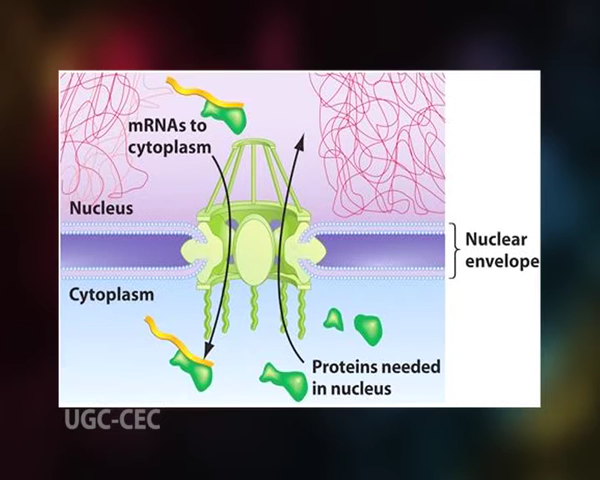 mRNAs to
cytoplasm
Nucleus
Nuclear
envelope
Cytoplasm
Proteins needed
in nucleus
UGC-CEC